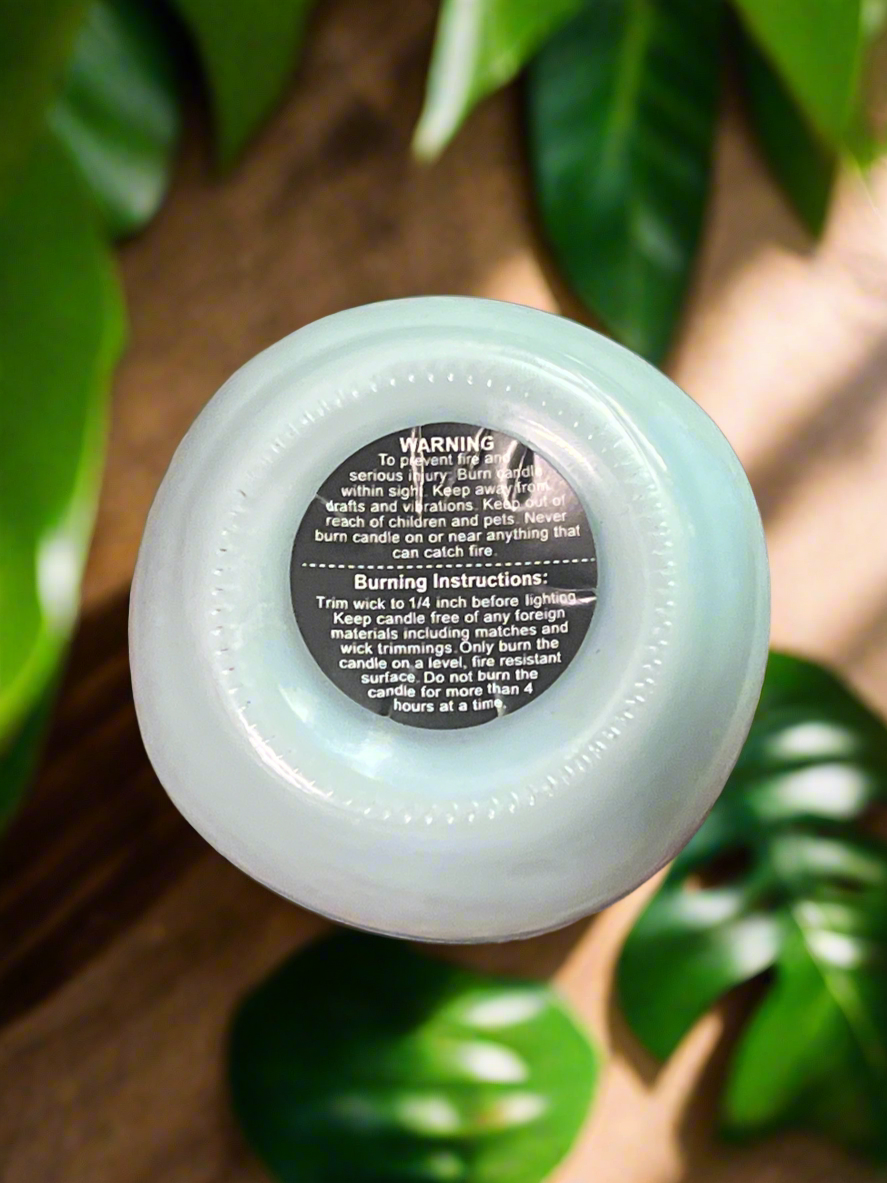 WARNING
To prevent fire and
serious injury. Burn candle
within sight. Keep away from
drafts and vibrations. Keep out of
reach of children and pets. Never
burn candle on or near anything that
can catch fire.
Burning Instructions:
Trim wick to 1/4 inch before lighting.
Keep candle free of any foreign
materials including matches and
wick trimmings. Only burn the
candle on a level, fire resistant
surface. Do not burn the
candle for more than 4
hours at a time.